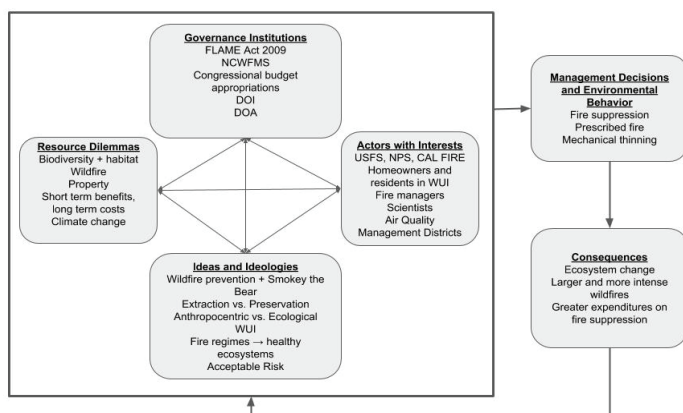 Governance Institutions
FLAME Act 2009
NCWFMS
Congressional budget
appropriations
DOI
DOA
Resource Dilemmas
Biodiversity + habitat
Wildfire
Property
Short term benefits,
long term costs
Climate change
Actors with Interests
USFS, NPS, CAL FIRE
Homeowners and
residents in WUI
Fire managers
Scientists
Air Quality
Management Districts
Ideas and Ideologies
Wildfire prevention + Smokey the
Bear
Extraction vs. Preservation
Anthropocentric vs. Ecological
WUI
Fire regimes → healthy
ecosystems
Acceptable Risk
Management Decisions
and Environmental
Behavior
Fire suppression
Prescribed fire
Mechanical thinning
Consequences
Ecosystem change
Larger and more intense
wildfires
Greater expenditures on
fire suppression